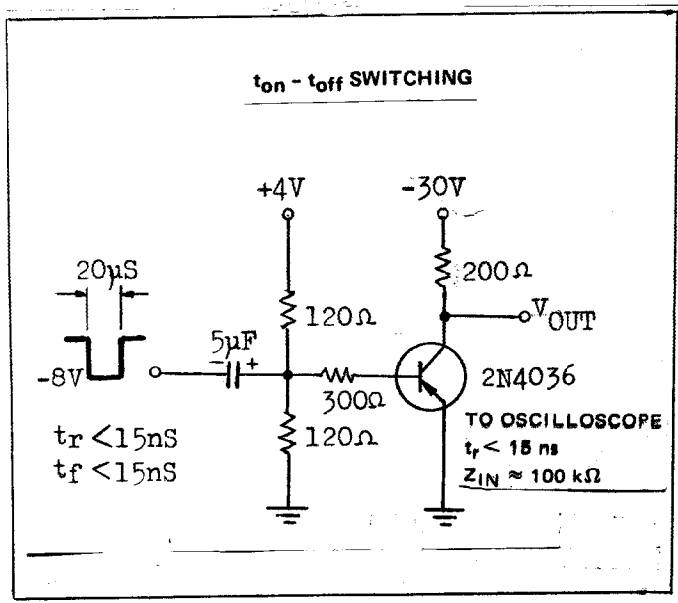 ton - toff SWITCHING
+4V
-30V
20µS
200Ω
120Ω
VOUT
5µF
- +
-8V
300Ω
2N4036
120Ω
tr <15nS
tf <15nS
TO OSCILLOSCOPE
tr < 15 ns
ZIN ≈ 100 kΩ